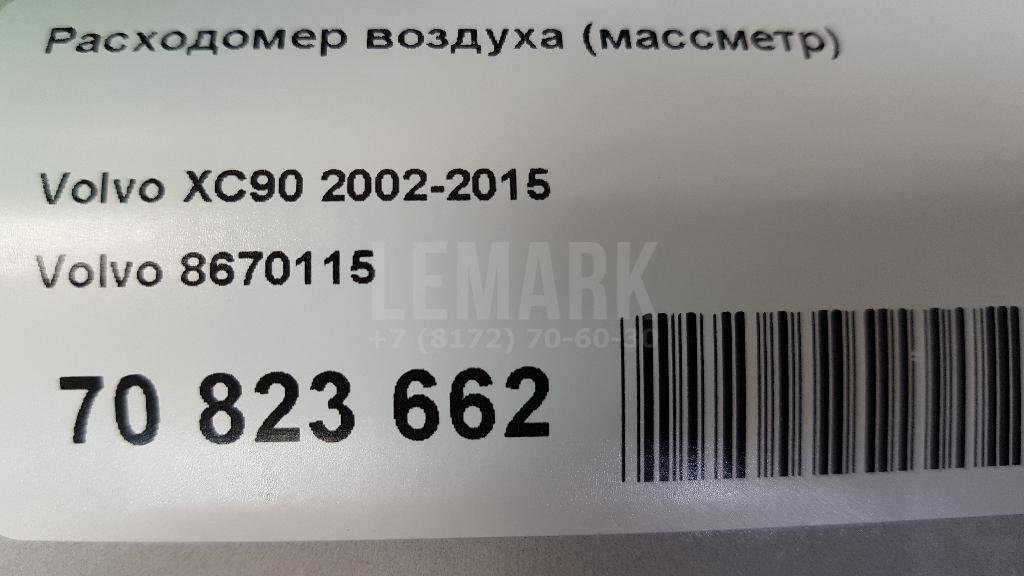 Расходомер воздуха (массметр)
Volvo XC90 2002-2015
Volvo 8670115
LEMARK
+7 (8172) 70-60-30
70 823 662